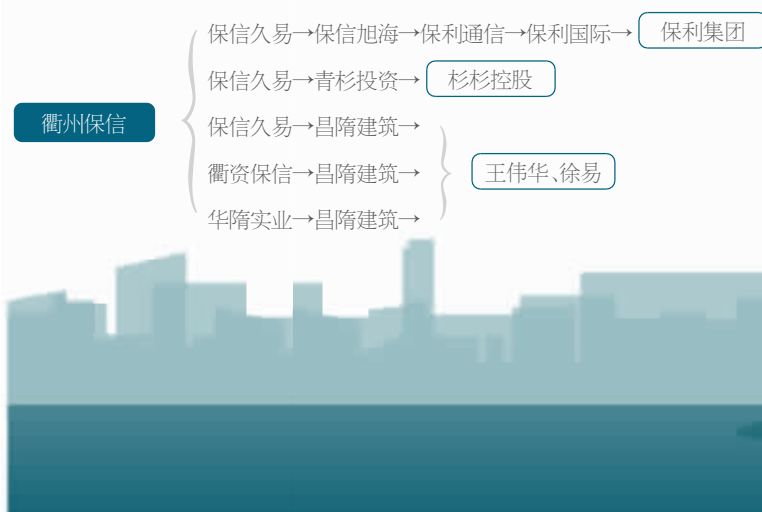 保信久易→保信旭海→保利通信→保利国际→ 保利集团
保信久易→青杉投资→ 杉杉控股
衢州保信
保信久易→昌隋建筑→
衢资保信→昌隋建筑→ 王伟华、徐易
华隋实业→昌隋建筑→